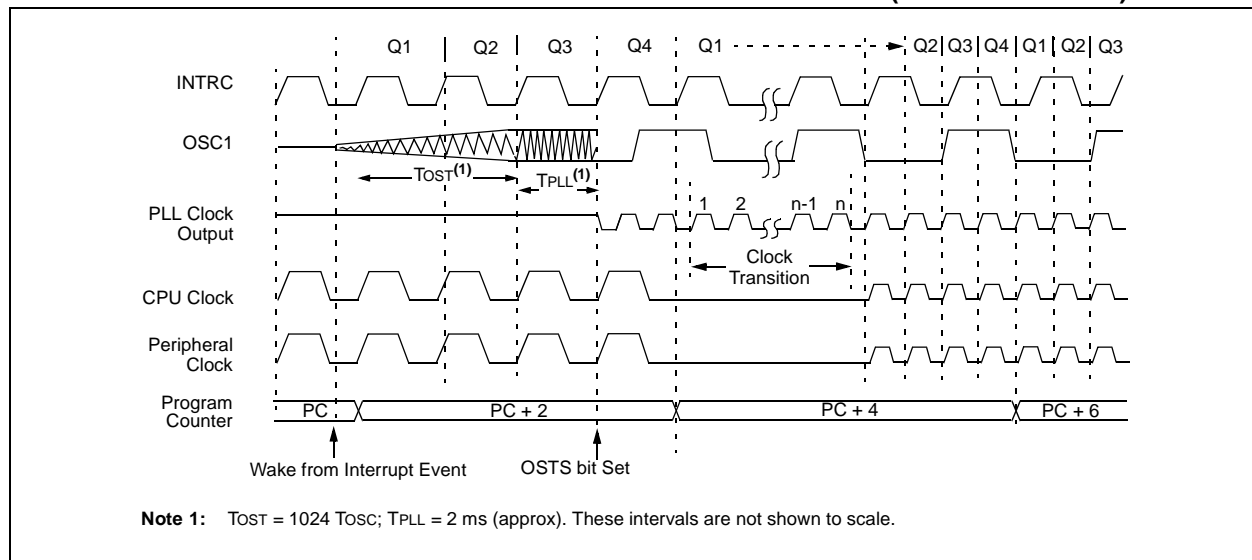 Q1 Q2 Q3 Q4 Q1 Q2 Q3 Q4 Q1 Q2 Q3
INTRC
OSC1
TOST(1) TPLL(1)
PLL Clock
Output
1 2 n-1 n
Clock
Transition
CPU Clock
Peripheral
Clock
Program
Counter
PC PC + 2 PC + 4 PC + 6
Wake from Interrupt Event OSTS bit Set
Note 1: TOST = 1024 TOSC; TPLL = 2 ms (approx). These intervals are not shown to scale.